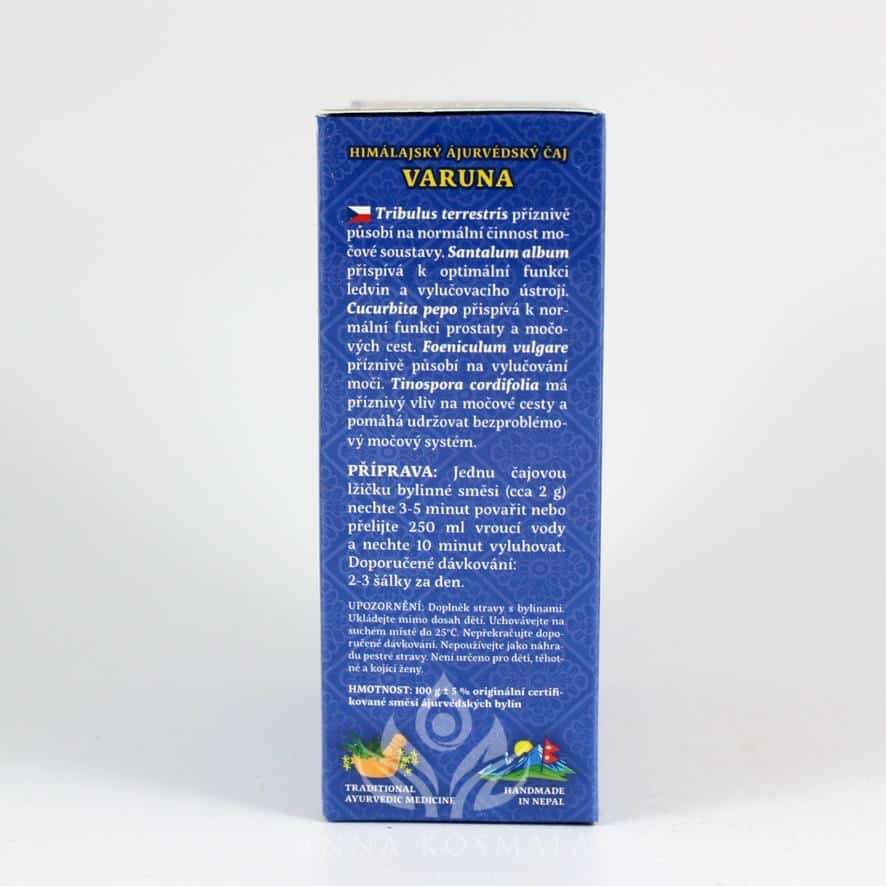 HIMÁLAJSKÝ ÁJURVÉDSKÝ ČAJ
VARUNA
Tribulus terrestris příznivě
působí na normální činnost mo-
čové soustavy. Santalum album
přispívá k optimální funkci
ledvin a vylučovacího ústrojí.
Cucurbita pepo přispívá k nor-
mální funkci prostaty a močo-
vých cest. Foeniculum vulgare
příznivě působí na vylučování
moči. Tinospora cordifolia má
příznivý vliv na močové cesty a
pomáhá udržovat bezproblémo-
vý močový systém.
PŘÍPRAVA: Jednu čajovou
lžičku bylinné směsi (cca 2 g)
nechte 3-5 minut povařit nebo
přelijte 250 ml vroucí vody
a nechte 10 minut vyluhovat.
Doporučené dávkování:
2-3 šálky za den.
UPOZORNĚNÍ: Doplněk stravy s bylinami.
Ukládejte mimo dosah dětí. Uchovávejte na
suchém místě do 25°C. Nepřekračujte dopo-
ručené dávkování. Nepoužívejte jako náhra-
du pestré stravy. Není určeno pro děti, těhot-
né a kojící ženy.
HMOTNOST: 100 g ± 5 % originální certifi-
kované směsi ájurvédských bylin
TRADITIONAL
AYURVEDIC MEDICINE
HANDMADE
IN NEPAL
ANNA KOSMALA